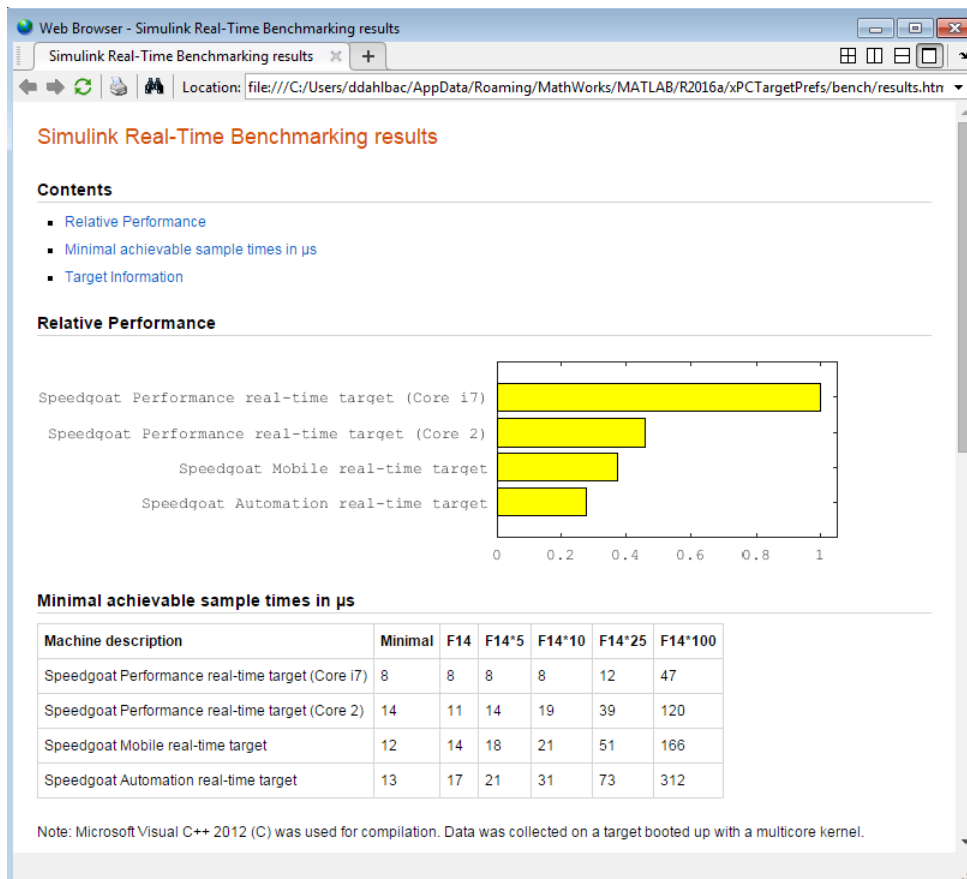 Web Browser - Simulink Real-Time Benchmarking results
Simulink Real-Time Benchmarking results
Location: file:///C:/Users/ddahlbac/AppData/Roaming/MathWorks/MATLAB/R2016a/xPCTargetPrefs/bench/results.htm
Simulink Real-Time Benchmarking results
Contents
Relative Performance
Minimal achievable sample times in µs
Target Information
Relative Performance
Speedgoat Performance real-time target (Core i7)
Speedgoat Performance real-time target (Core 2)
Speedgoat Mobile real-time target
Speedgoat Automation real-time target
0 0.2 0.4 0.6 0.8 1
Minimal achievable sample times in µs
Machine description Minimal F14 F14*5 F14*10 F14*25 F14*100
Speedgoat Performance real-time target (Core i7) 8 8 8 8 12 47
Speedgoat Performance real-time target (Core 2) 14 11 14 19 39 120
Speedgoat Mobile real-time target 12 14 18 21 51 166
Speedgoat Automation real-time target 13 17 21 31 73 312
Note: Microsoft Visual C++ 2012 (C) was used for compilation. Data was collected on a target booted up with a multicore kernel.